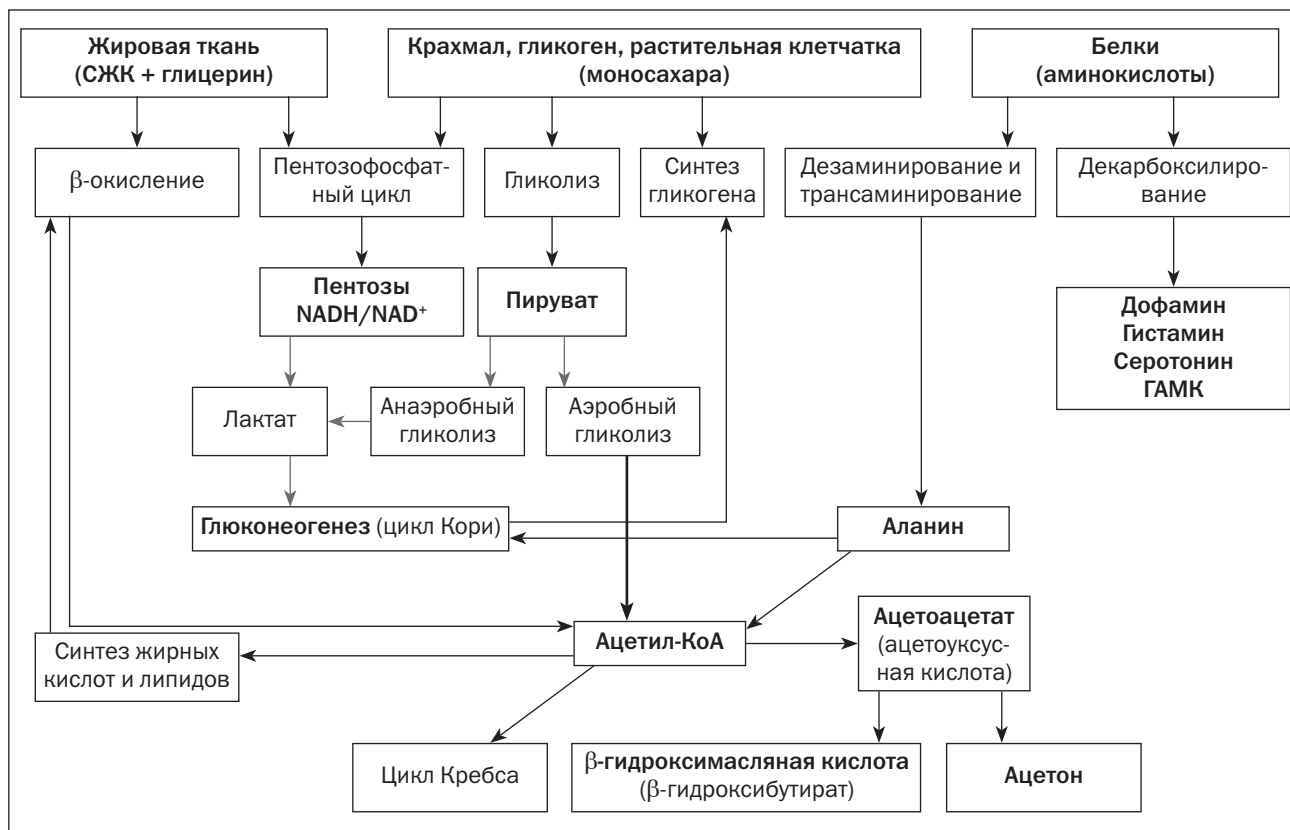 Жировая ткань
(СЖК + глицерин)
Крахмал, гликоген, растительная клетчатка
(моносахара)
Белки
(аминокислоты)
β-окисление
Пентозофосфат-
ный цикл
Гликолиз
Синтез
гликогена
Дезаминирование и
трансаминирование
Декарбоксилиро-
вание
Пентозы
NADH/NAD⁺
Пируват
Дофамин
Гистамин
Серотонин
ГАМК
Лактат
Анаэробный
гликолиз
Аэробный
гликолиз
Глюконеогенез (цикл Кори)
Аланин
Синтез жирных
кислот и липидов
Ацетил-КоА
Ацетоацетат
(ацетоуксус-
ная кислота)
Цикл Кребса
β-гидроксимасляная кислота
(β-гидроксибутират)
Ацетон